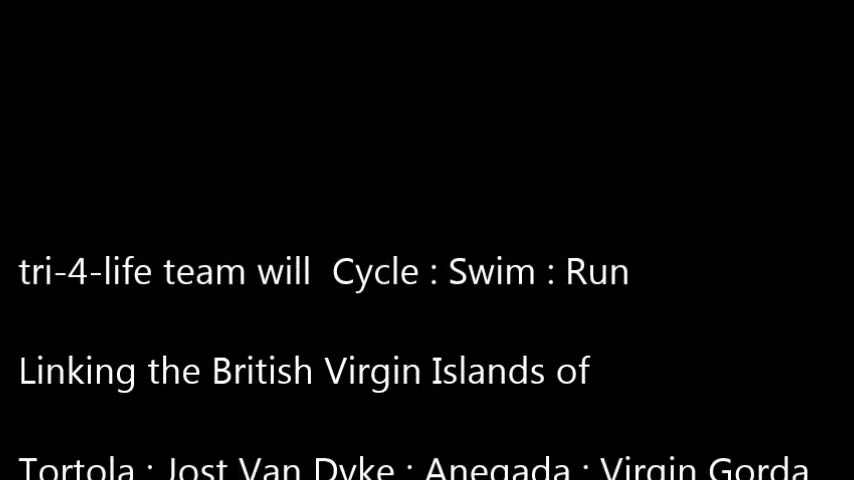 tri-4-life team will  Cycle : Swim : Run
Linking the British Virgin Islands of
Tortola : Jost Van Dyke : Anegada : Virgin Gorda